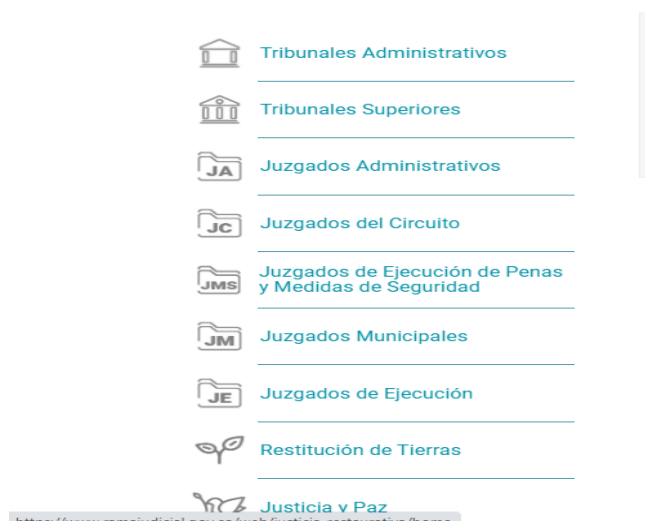 Tribunales Administrativos
Tribunales Superiores
JA
Juzgados Administrativos
JC
Juzgados del Circuito
JMS
Juzgados de Ejecución de Penas
y Medidas de Seguridad
JM
Juzgados Municipales
JE
Juzgados de Ejecución
Restitución de Tierras
Justicia y Paz